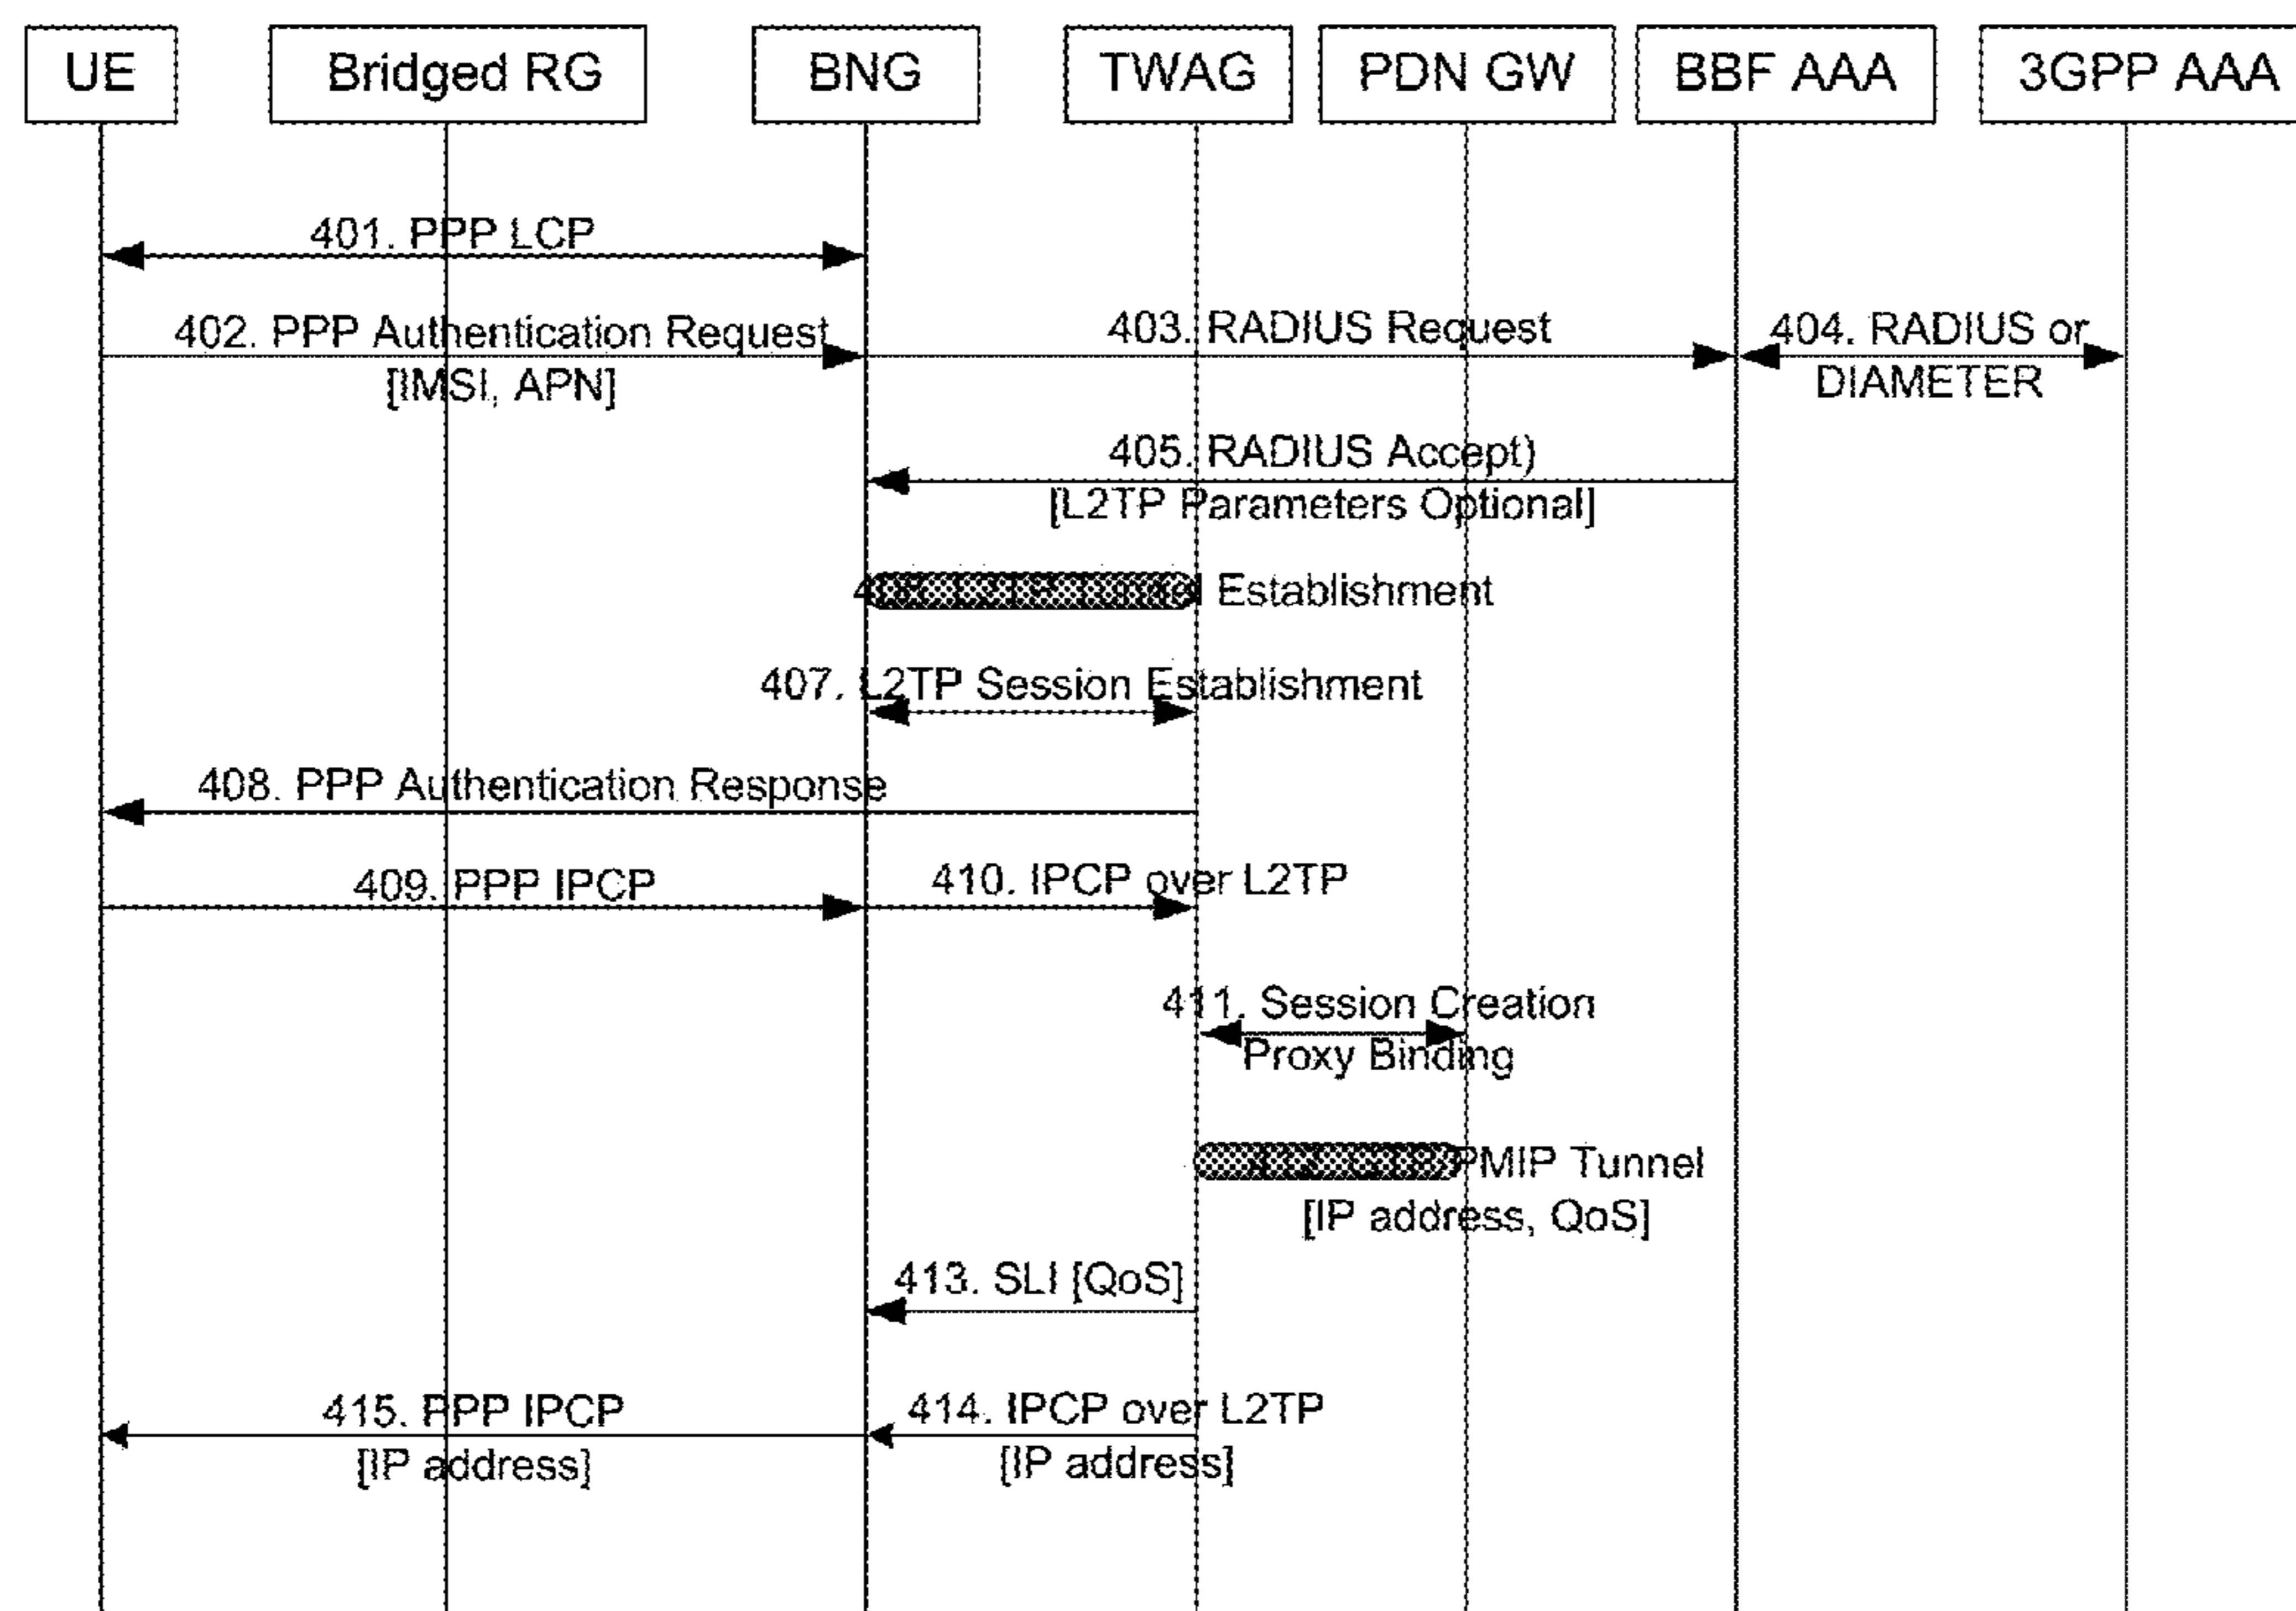 UE
Bridged RG
BNG
TWAG
PDN GW
BBF AAA
3GPP AAA
401. PPP LCP
402. PPP Authentication Request
[IMSI, APN]
403. RADIUS Request
404. RADIUS or
DIAMETER
405. RADIUS Accept)
[L2TP Parameters Optional]
Establishment
407. L2TP Session Establishment
408. PPP Authentication Response
409. PPP IPCP
410. IPCP over L2TP
411. Session Creation
Proxy Binding
PMIP Tunnel
[IP address, QoS]
413. SLI [QoS]
415. PPP IPCP
[IP address]
414. IPCP over L2TP
[IP address]